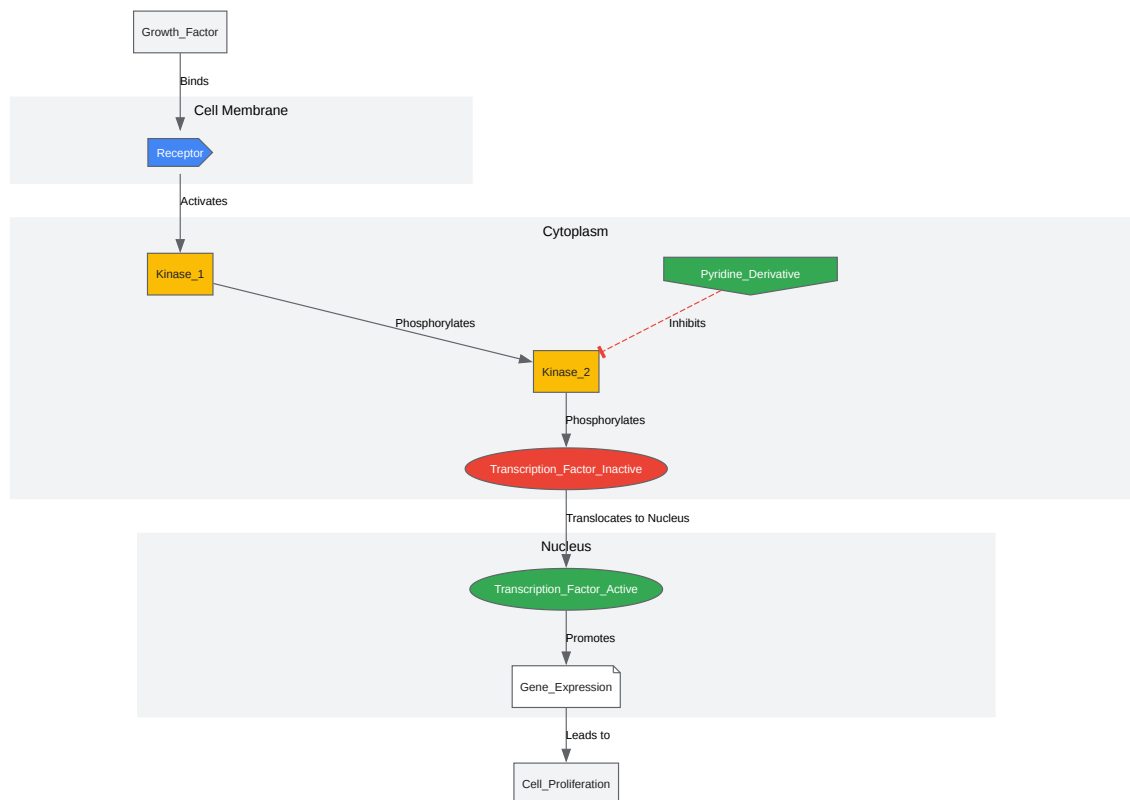 Growth_Factor
Binds
Cell Membrane
Receptor
Activates
Cytoplasm
Kinase_1
Pyridine_Derivative
Phosphorylates
Inhibits
Kinase_2
Phosphorylates
Transcription_Factor_Inactive
Translocates to Nucleus
Nucleus
Transcription_Factor_Active
Promotes
Gene_Expression
Leads to
Cell_Proliferation